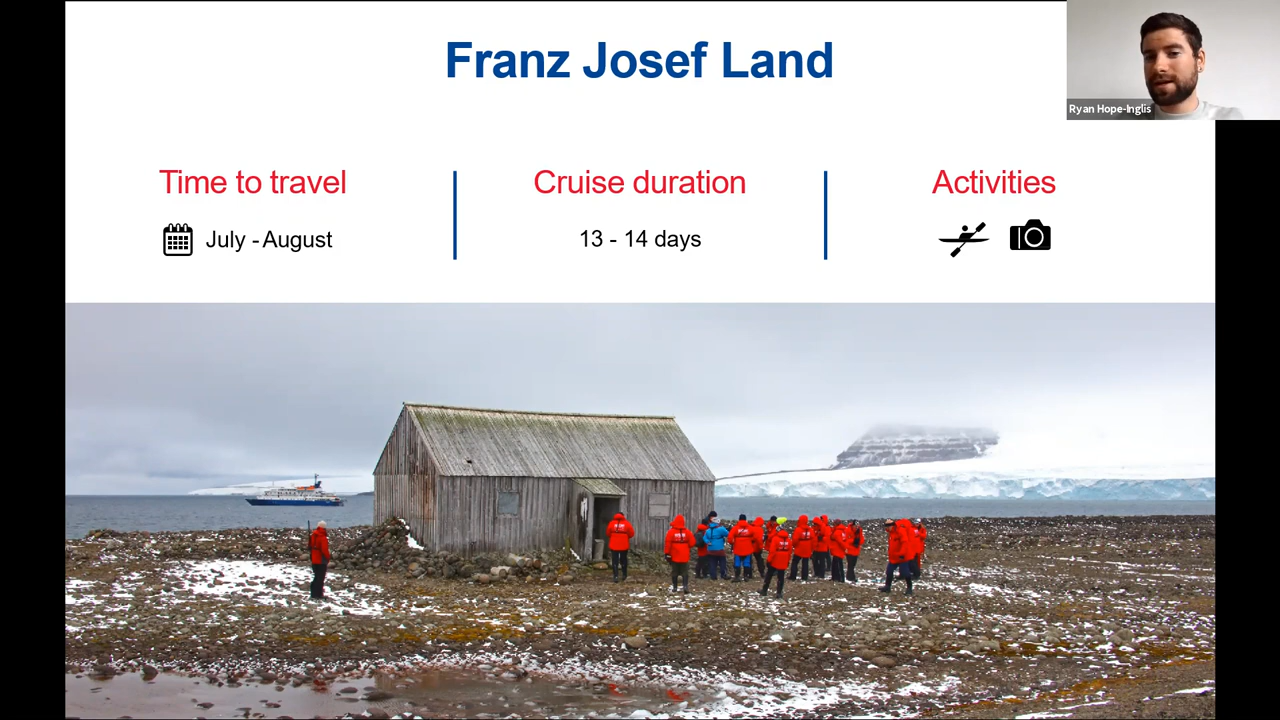 Franz Josef Land
Ryan Hope-Inglis
Time to travel
Cruise duration
Activities
July - August
13 - 14 days